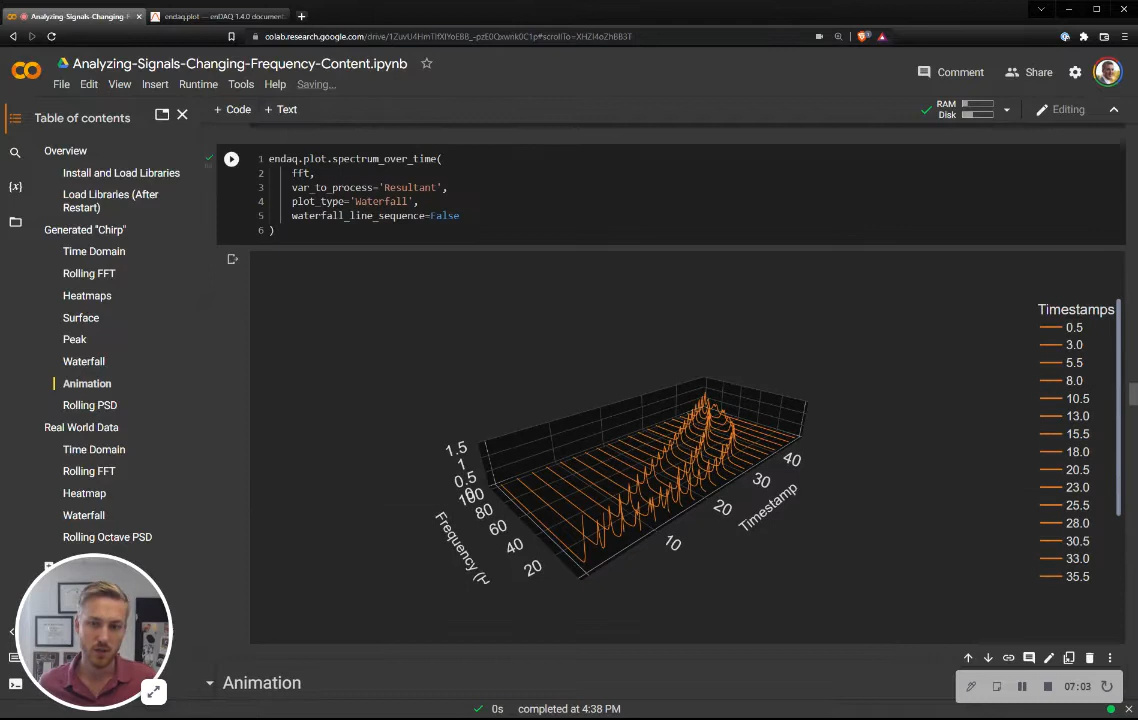 Analyzing-Signals-Changing-F
endaq.plot — enDAQ 1.4.0 document
colab.research.google.com
Analyzing-Signals-Changing-Frequency-Content.ipynb
File Edit View Insert Runtime Tools Help Saving...
Comment
Share
Table of contents
+ Code + Text
RAM
Disk
Editing
Overview
Install and Load Libraries
Load Libraries (After
Restart)
Generated "Chirp"
Time Domain
Rolling FFT
Heatmaps
Surface
Peak
Waterfall
Animation
Rolling PSD
Real World Data
Time Domain
Rolling FFT
Heatmap
Waterfall
Rolling Octave PSD
1 endaq.plot.spectrum_over_time(
2 fft,
3 var_to_process='Resultant',
4 plot_type='Waterfall',
5 waterfall_line_sequence=False
6 )
1.5
1
0.5
0
100
80
60
40
20
Frequency (H
10
20
30
40
Timestamp
Timestamps
0.5
3.0
5.5
8.0
10.5
13.0
15.5
18.0
20.5
23.0
25.5
28.0
30.5
33.0
35.5
Animation
07:03
0s completed at 4:38 PM